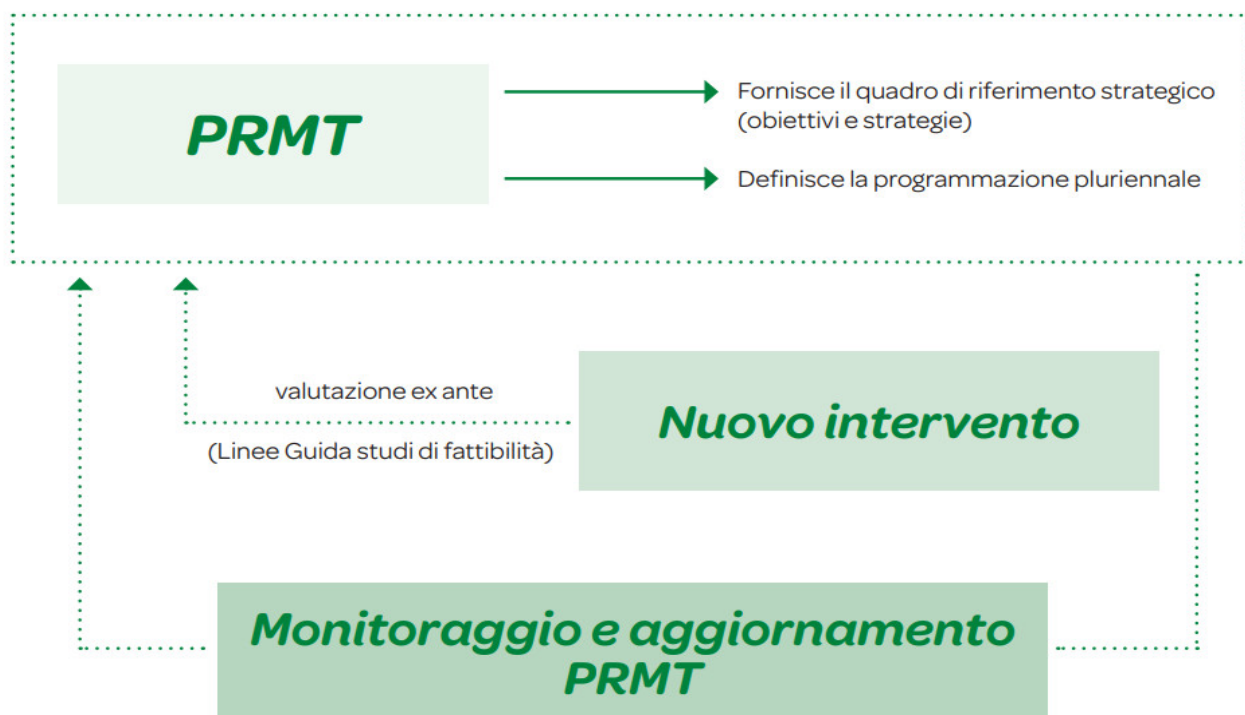 PRMT
Fornisce il quadro di riferimento strategico
(obiettivi e strategie)
Definisce la programmazione pluriennale
valutazione ex ante
(Linee Guida studi di fattibilità)
Nuovo intervento
Monitoraggio e aggiornamento
PRMT